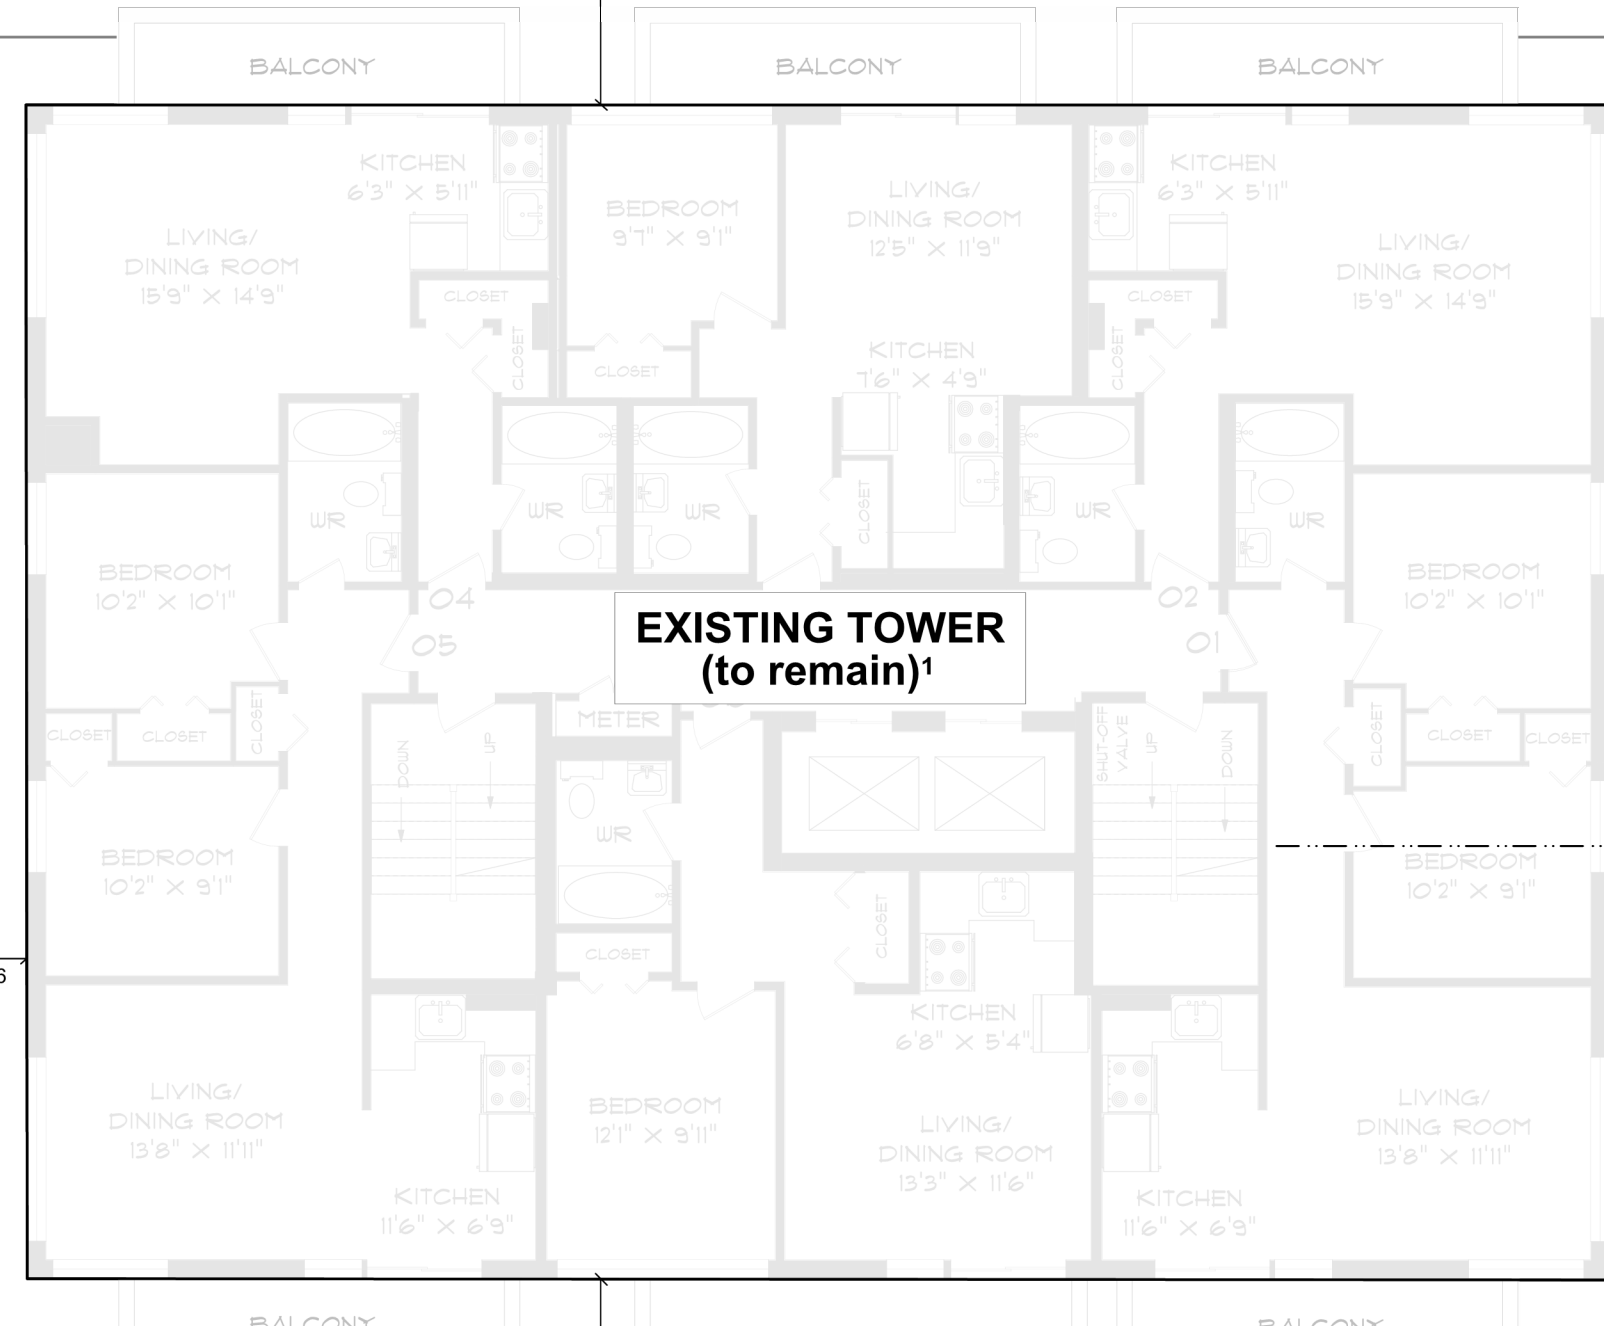 BALCONY
BALCONY
BALCONY
KITCHEN
6'3" X 5'11"
LIVING/
DINING ROOM
15'9" X 14'9"
CLOSET
CLOSET
BEDROOM
9'7" X 9'1"
CLOSET
LIVING/
DINING ROOM
12'5" X 11'9"
KITCHEN
7'6" X 4'9"
KITCHEN
6'3" X 5'11"
CLOSET
CLOSET
LIVING/
DINING ROOM
15'9" X 14'9"
WR
WR
WR
CLOSET
WR
WR
BEDROOM
10'2" X 10'1"
04
05
EXISTING TOWER
(to remain)¹
02
01
BEDROOM
10'2" X 10'1"
CLOSET
CLOSET
CLOSET
DOWN
UP
METER
SHUT-OFF
VALVE
UP
DOWN
CLOSET
CLOSET
CLOSET
BEDROOM
10'2" X 9'1"
WR
CLOSET
CLOSET
BEDROOM
10'2" X 9'1"
6
LIVING/
DINING ROOM
13'8" X 11'11"
KITCHEN
11'6" X 6'9"
BEDROOM
12'1" X 9'11"
KITCHEN
6'8" X 5'4"
LIVING/
DINING ROOM
13'3" X 11'6"
KITCHEN
11'6" X 6'9"
LIVING/
DINING ROOM
13'8" X 11'11"
BALCONY
BALCONY